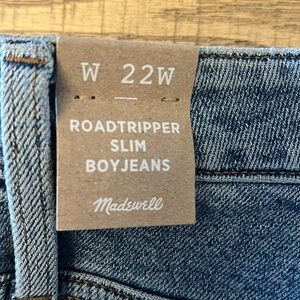 W 22W
ROADTRIPPER
SLIM
BOYJEANS
Madewell